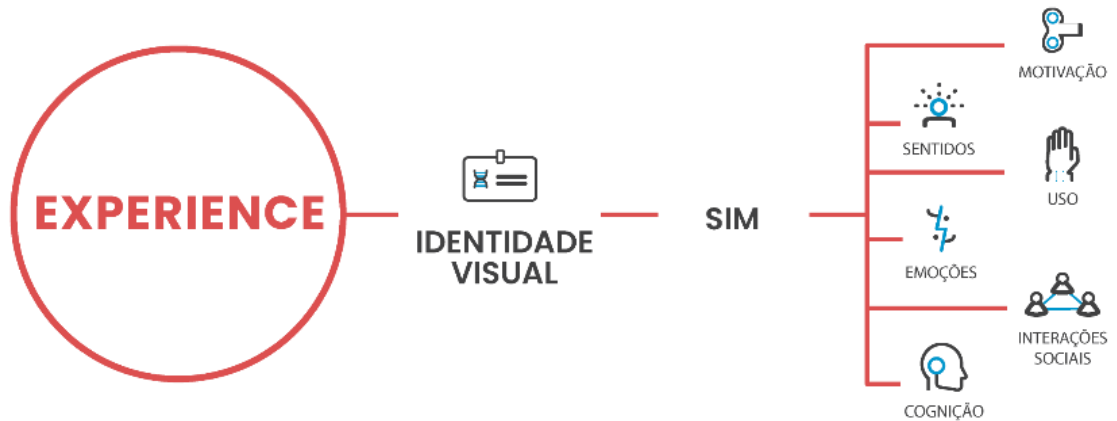 EXPERIENCE
IDENTIDADE
VISUAL
SIM
MOTIVAÇÃO
SENTIDOS
USO
EMOÇÕES
INTERAÇÕES
SOCIAIS
COGNIÇÃO